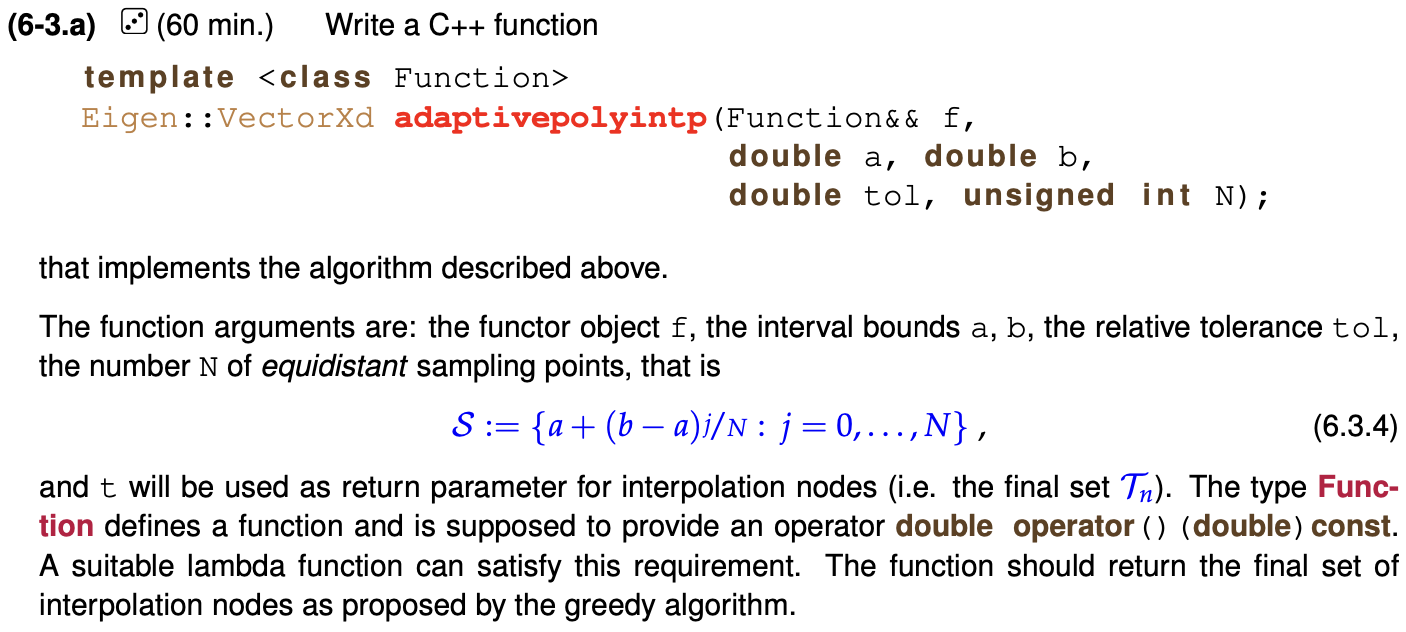 (6-3.a) (60 min.) Write a C++ function
template <class Function>
Eigen::VectorXd adaptivepolyintp(Function&& f,
double a, double b,
double tol, unsigned int N);
that implements the algorithm described above.
The function arguments are: the functor object f, the interval bounds a, b, the relative tolerance tol,
the number N of equidistant sampling points, that is
𝒮 := {a + (b − a)j/N : j = 0, . . . , N} , (6.3.4)
and t will be used as return parameter for interpolation nodes (i.e. the final set 𝒯ₙ). The type Func-
tion defines a function and is supposed to provide an operator double operator()(double)const.
A suitable lambda function can satisfy this requirement. The function should return the final set of
interpolation nodes as proposed by the greedy algorithm.